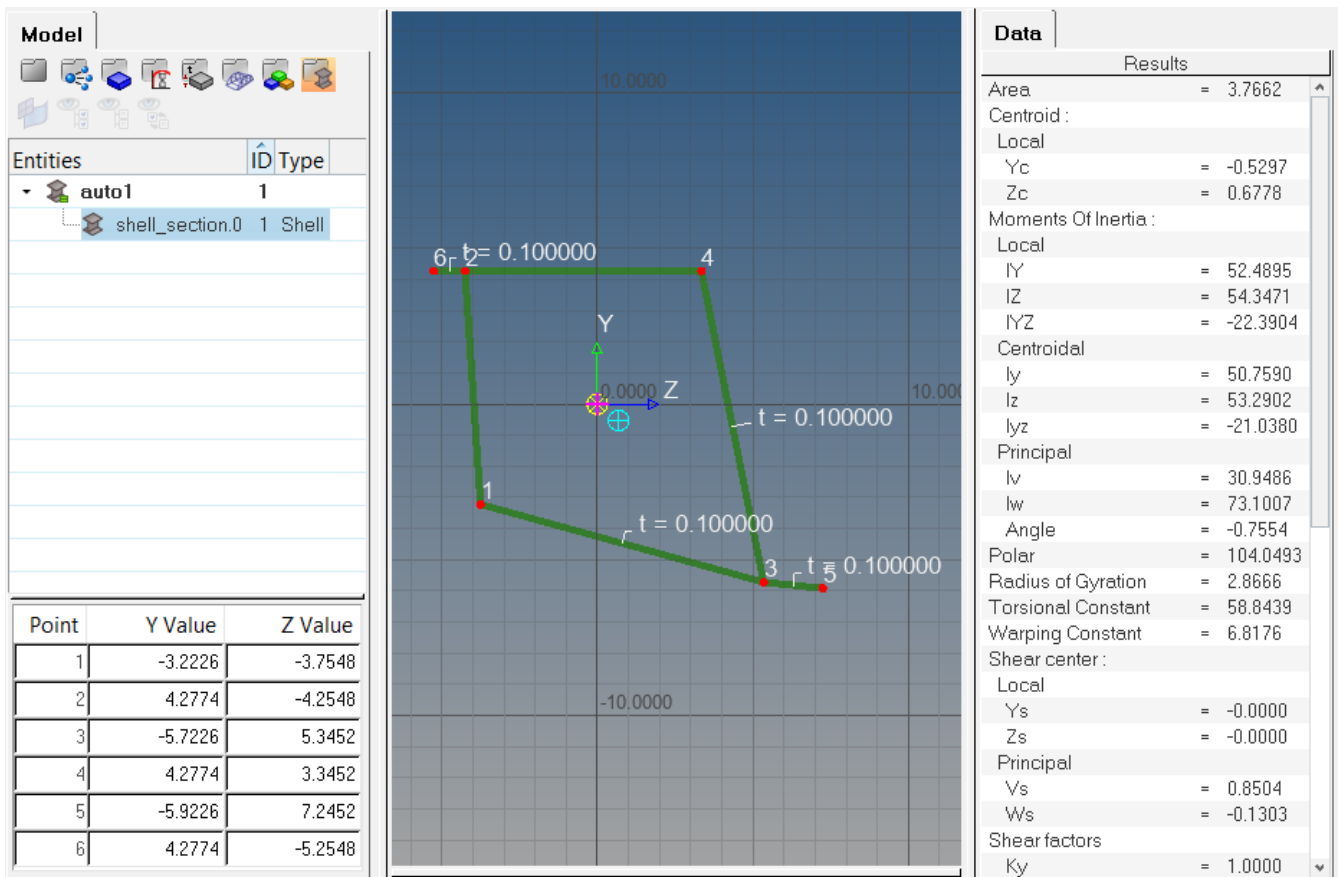 Model
Entities ID Type
auto1 1
shell_section.0 1 Shell
Point Y Value Z Value
1 -3.2226 -3.7548
2 4.2774 -4.2548
3 -5.7226 5.3452
4 4.2774 3.3452
5 -5.9226 7.2452
6 4.2774 -5.2548
10.0000
6 2 t = 0.100000 4
Y
0.0000 Z 10.000
t = 0.100000
1
t = 0.100000
3 t = 0.100000
5
-10.0000
Data
Results
Area = 3.7662
Centroid :
Local
Yc = -0.5297
Zc = 0.6778
Moments Of Inertia :
Local
IY = 52.4895
IZ = 54.3471
IYZ = -22.3904
Centroidal
Iy = 50.7590
Iz = 53.2902
Iyz = -21.0380
Principal
Iv = 30.9486
Iw = 73.1007
Angle = -0.7554
Polar = 104.0493
Radius of Gyration = 2.8666
Torsional Constant = 58.8439
Warping Constant = 6.8176
Shear center :
Local
Ys = -0.0000
Zs = -0.0000
Principal
Vs = 0.8504
Ws = -0.1303
Shear factors
Ky = 1.0000